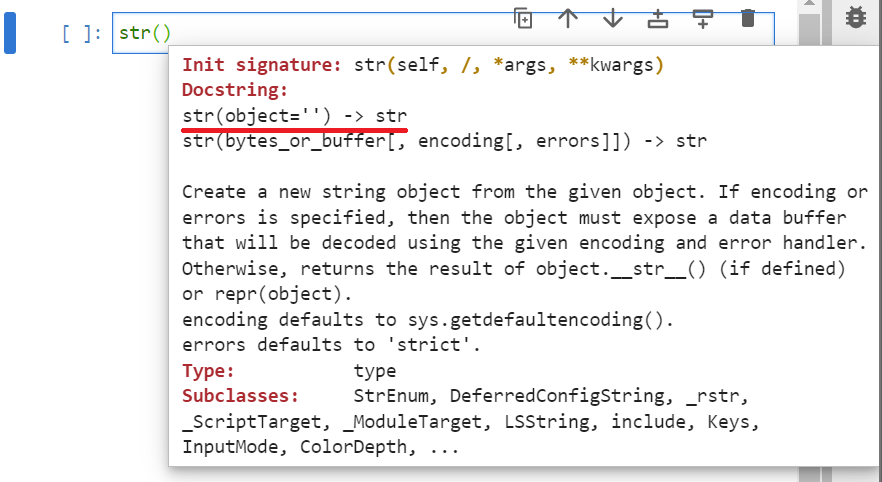 [ ]: str()
Init signature: str(self, /, *args, **kwargs)
Docstring:
str(object='') -> str
str(bytes_or_buffer[, encoding[, errors]]) -> str
Create a new string object from the given object. If encoding or
errors is specified, then the object must expose a data buffer
that will be decoded using the given encoding and error handler.
Otherwise, returns the result of object.__str__() (if defined)
or repr(object).
encoding defaults to sys.getdefaultencoding().
errors defaults to 'strict'.
Type: type
Subclasses: StrEnum, DeferredConfigString, _rstr,
_ScriptTarget, _ModuleTarget, LSString, include, Keys,
InputMode, ColorDepth, ...